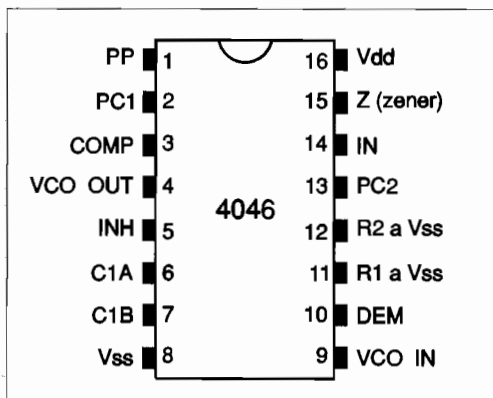 PP 1 16 Vdd
PC1 2 15 Z (zener)
COMP 3 14 IN
VCO OUT 4 13 PC2
4046
INH 5 12 R2 a Vss
C1A 6 11 R1 a Vss
C1B 7 10 DEM
Vss 8 9 VCO IN